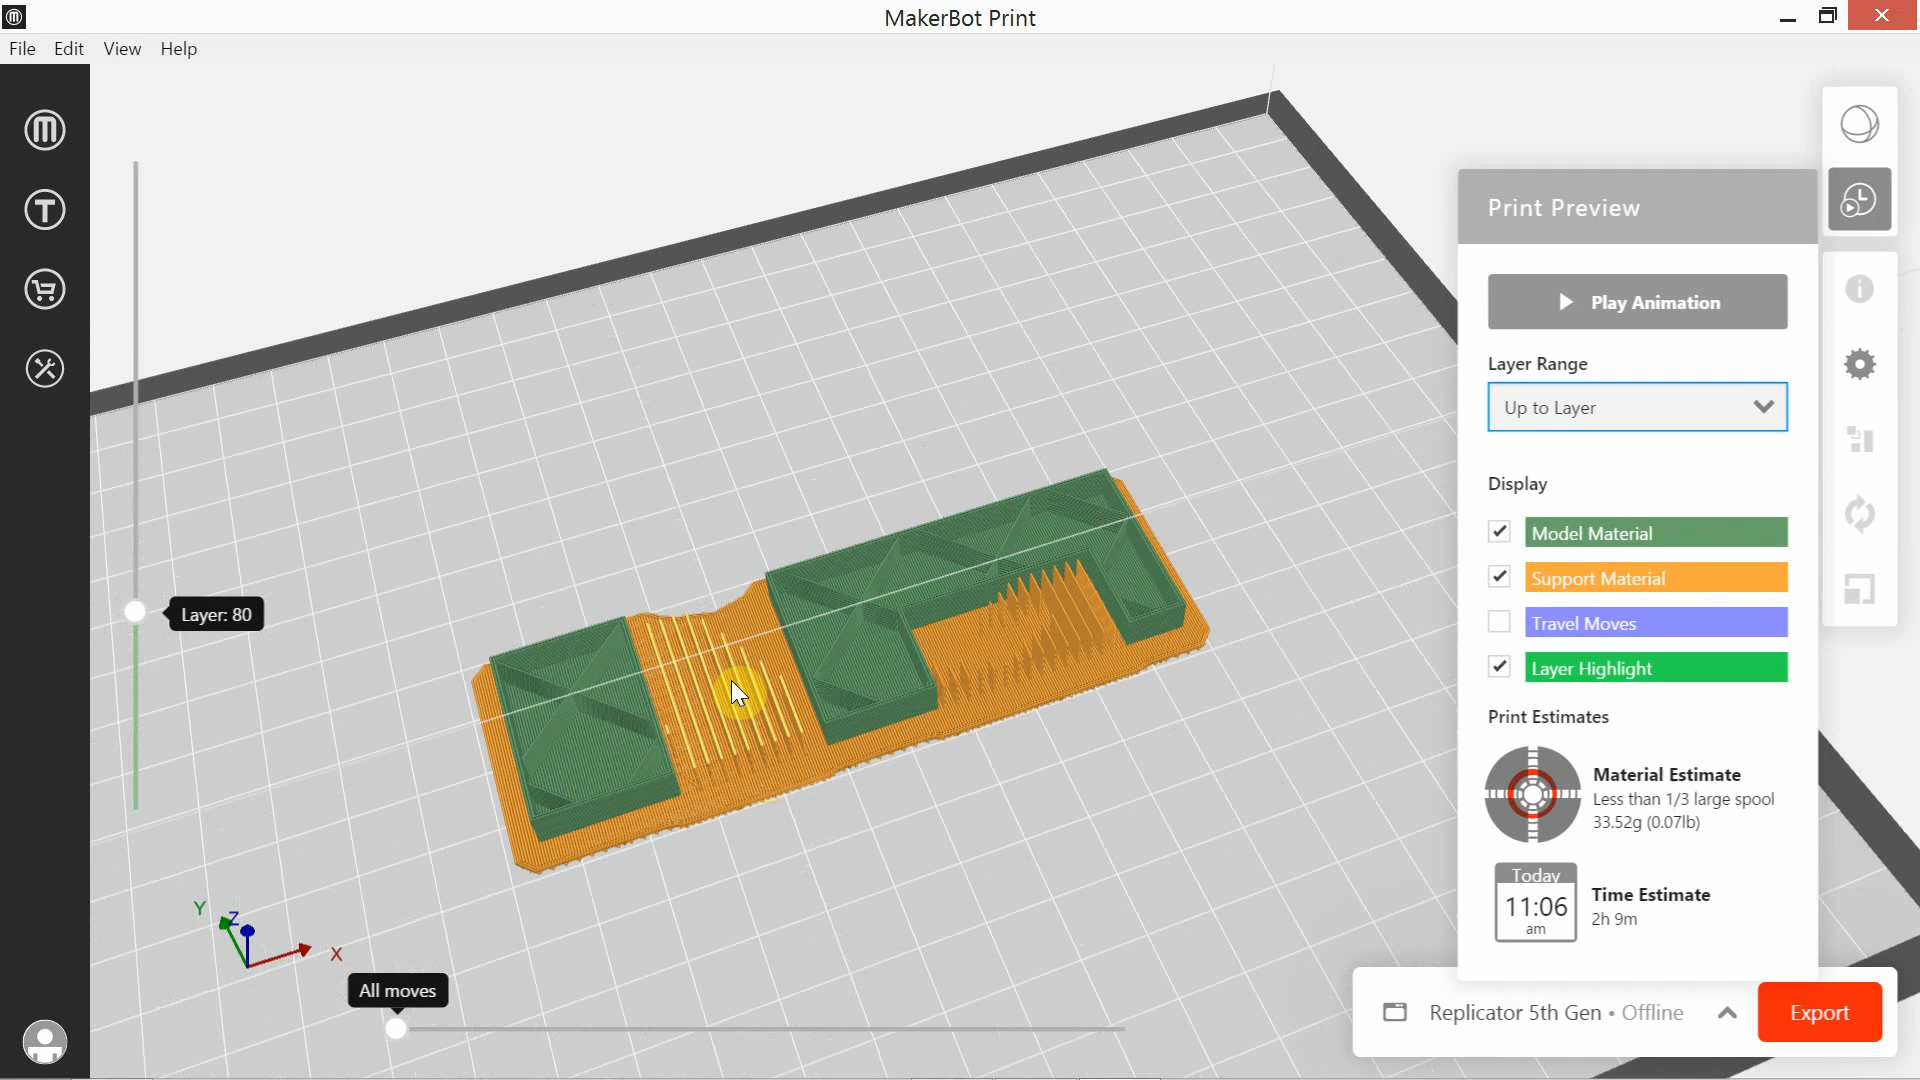 MakerBot Print
File Edit View Help
Print Preview
Play Animation
Layer Range
Up to Layer
Display
Model Material
Support Material
Travel Moves
Layer Highlight
Print Estimates
Material Estimate
Less than 1/3 large spool
33.52g (0.07lb)
Today
11:06
am
Time Estimate
2h 9m
Layer: 80
Y
Z
X
All moves
Replicator 5th Gen • Offline
Export